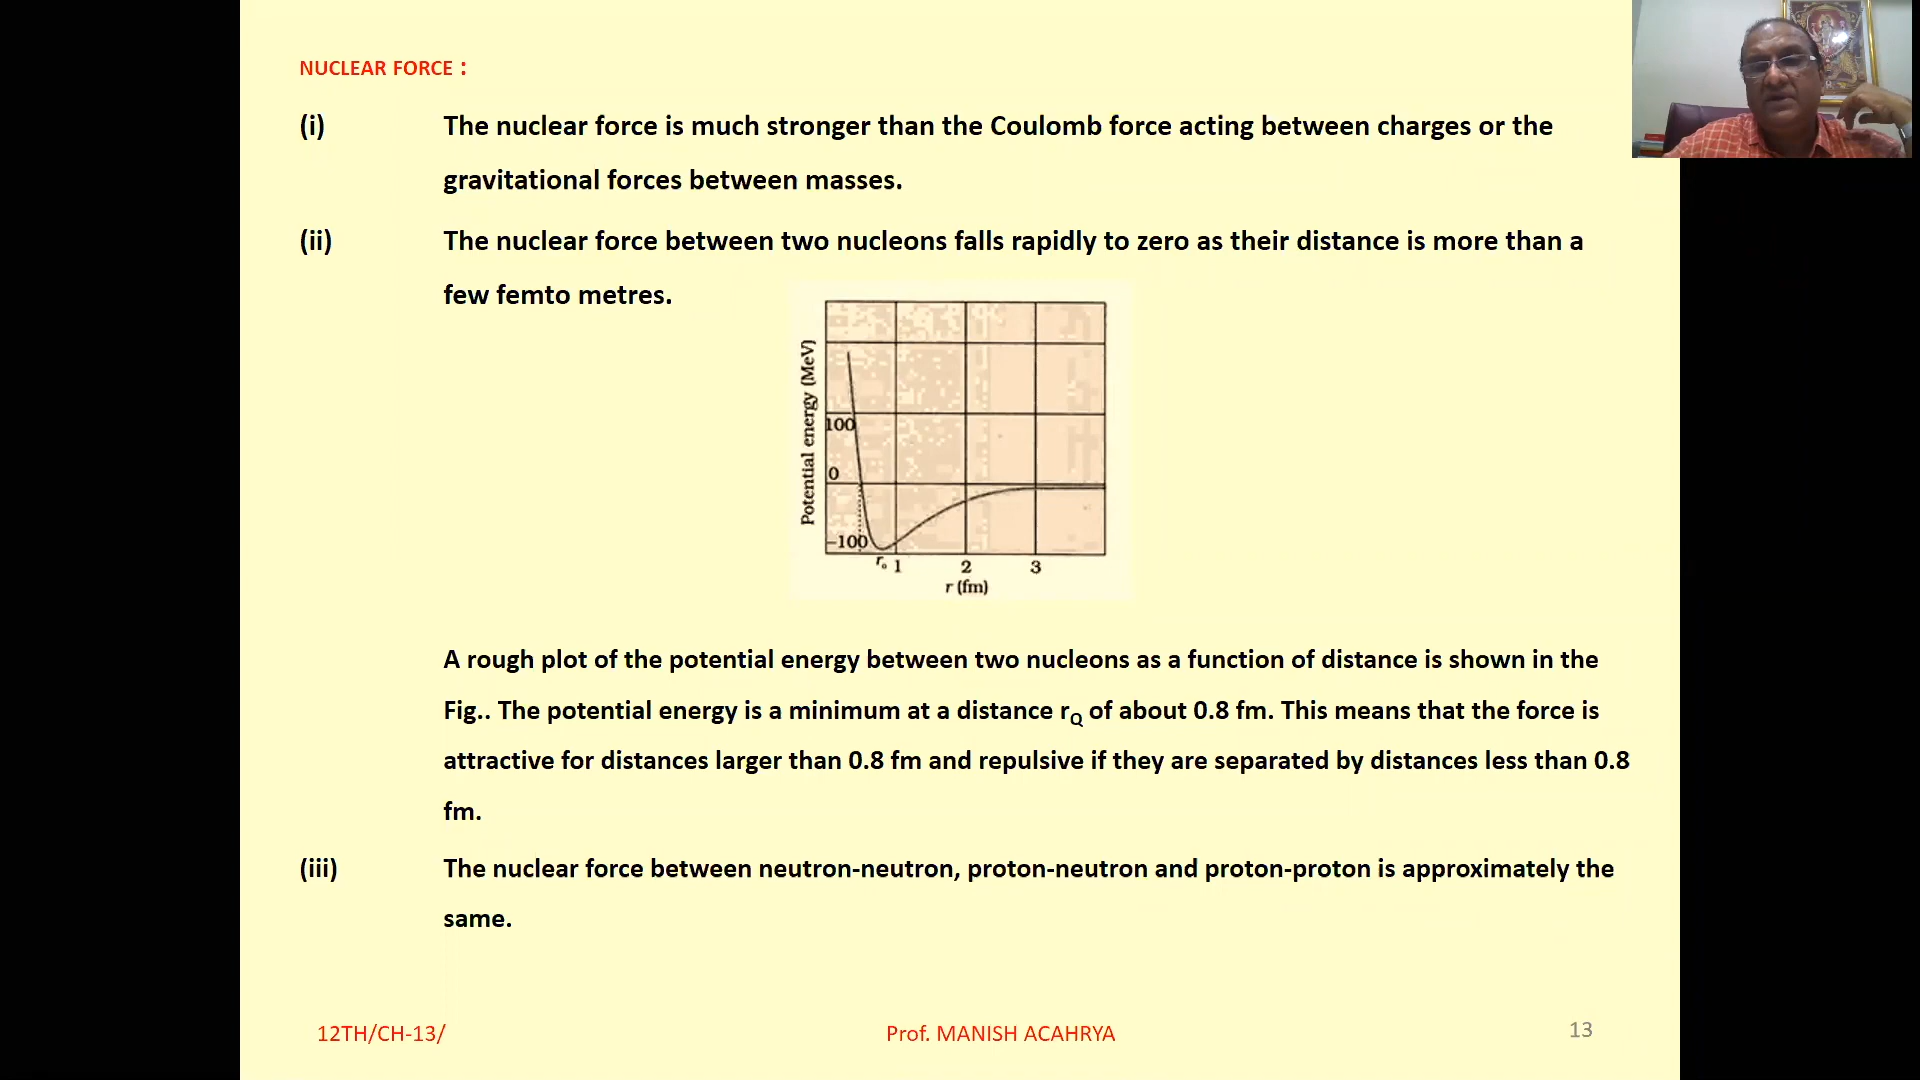 NUCLEAR FORCE :
(i) The nuclear force is much stronger than the Coulomb force acting between charges or the
gravitational forces between masses.
(ii) The nuclear force between two nucleons falls rapidly to zero as their distance is more than a
few femto metres.
Potential energy (MeV)
100
0
−100
r₀ 1 2 3
r (fm)
A rough plot of the potential energy between two nucleons as a function of distance is shown in the
Fig.. The potential energy is a minimum at a distance rQ of about 0.8 fm. This means that the force is
attractive for distances larger than 0.8 fm and repulsive if they are separated by distances less than 0.8
fm.
(iii) The nuclear force between neutron-neutron, proton-neutron and proton-proton is approximately the
same.
12TH/CH-13/ Prof. MANISH ACAHRYA 13